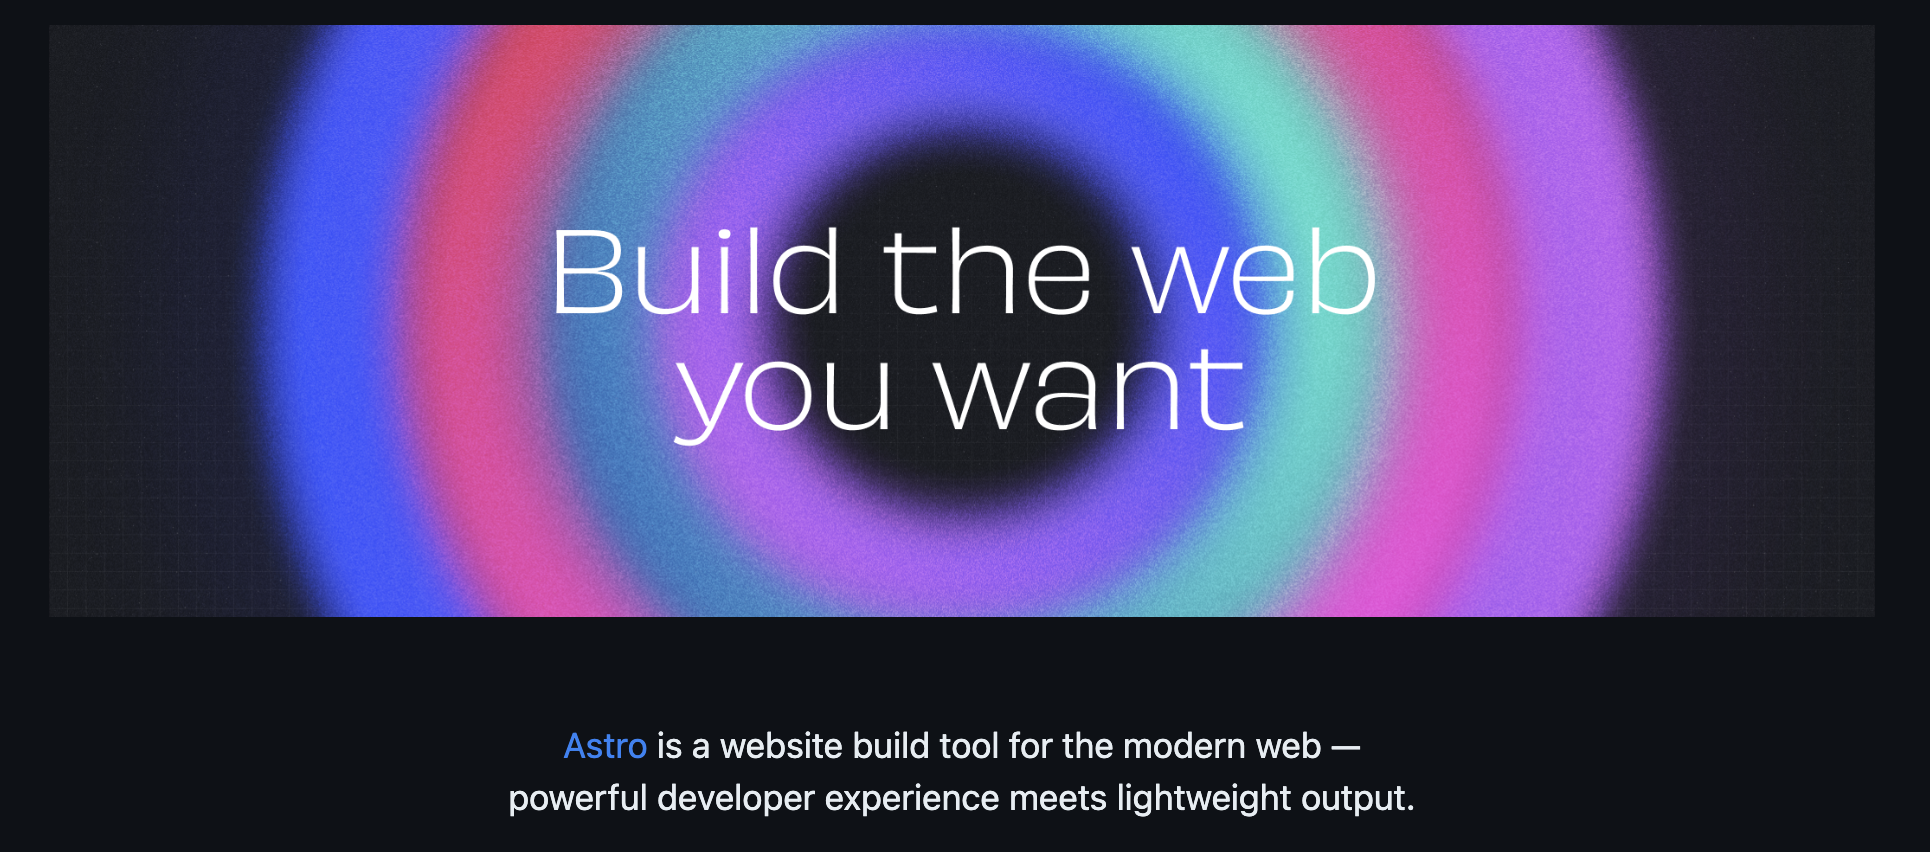 Build the web
you want
Astro is a website build tool for the modern web —
powerful developer experience meets lightweight output.